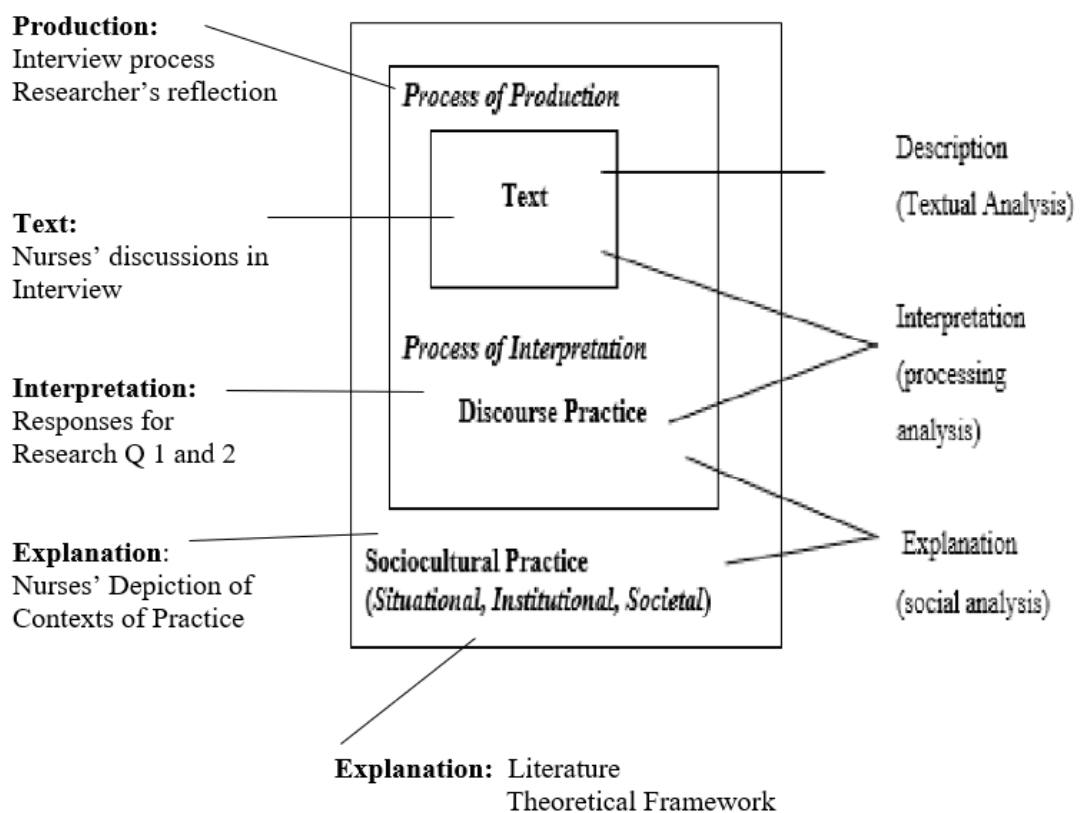 Production:
Interview process
Researcher’s reflection
Text:
Nurses’ discussions in
Interview
Interpretation:
Responses for
Research Q 1 and 2
Explanation:
Nurses’ Depiction of
Contexts of Practice
Process of Production
Text
Process of Interpretation
Discourse Practice
Sociocultural Practice
(Situational, Institutional, Societal)
Description
(Textual Analysis)
Interpretation
(processing
analysis)
Explanation
(social analysis)
Explanation: Literature
Theoretical Framework